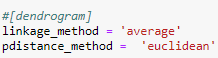 #[dendrogram]
linkage_method = 'average'
pdistance_method =  'euclidean'